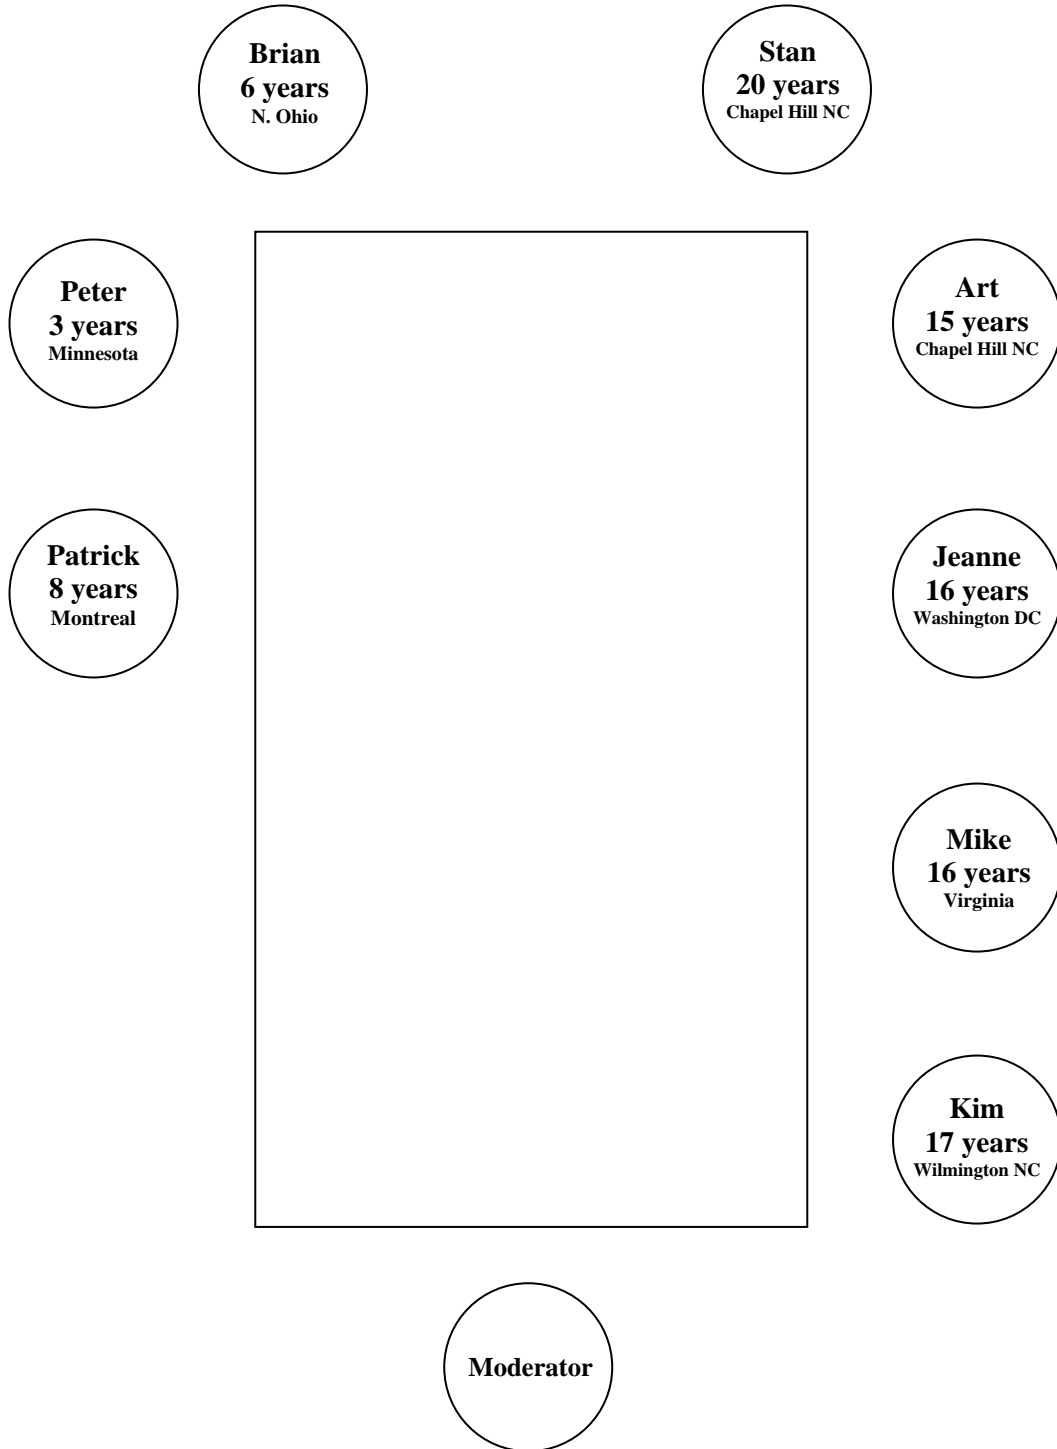 Brian
6 years
N. Ohio
Stan
20 years
Chapel Hill NC
Peter
3 years
Minnesota
Art
15 years
Chapel Hill NC
Patrick
8 years
Montreal
Jeanne
16 years
Washington DC
Mike
16 years
Virginia
Kim
17 years
Wilmington NC
Moderator